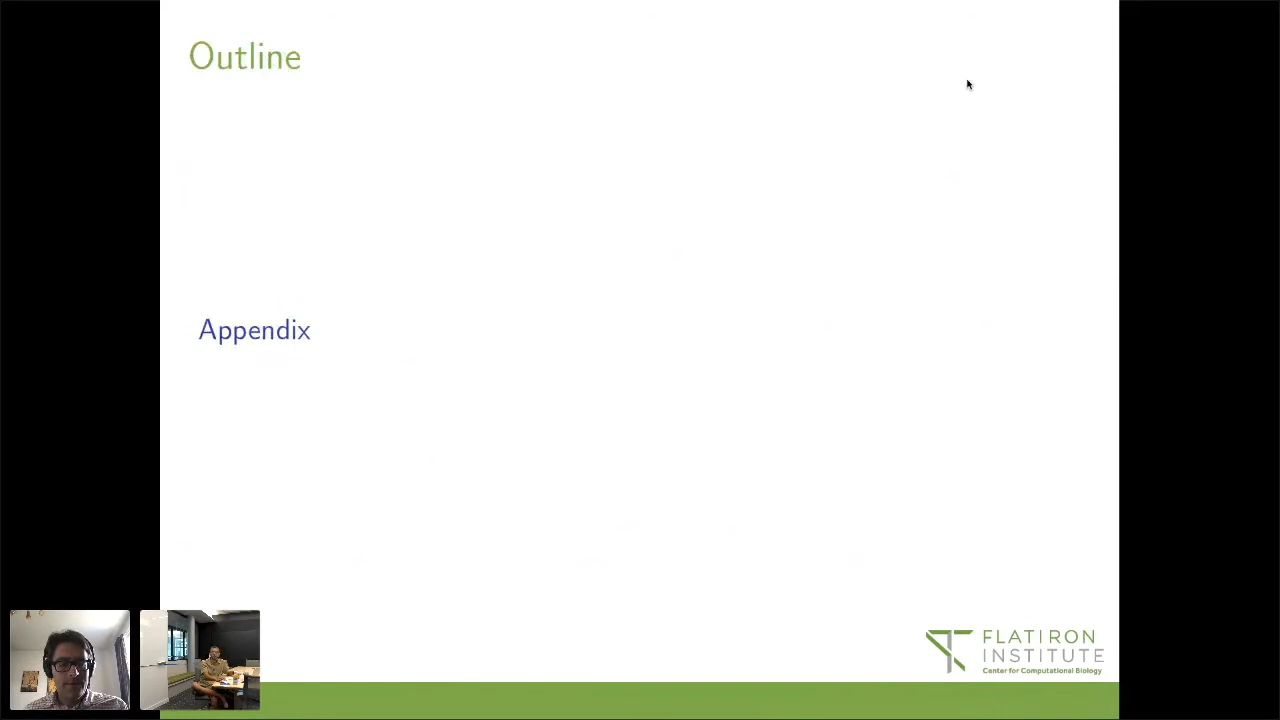 Outline
Appendix
FLATIRON
INSTITUTE
Center for Computational Biology